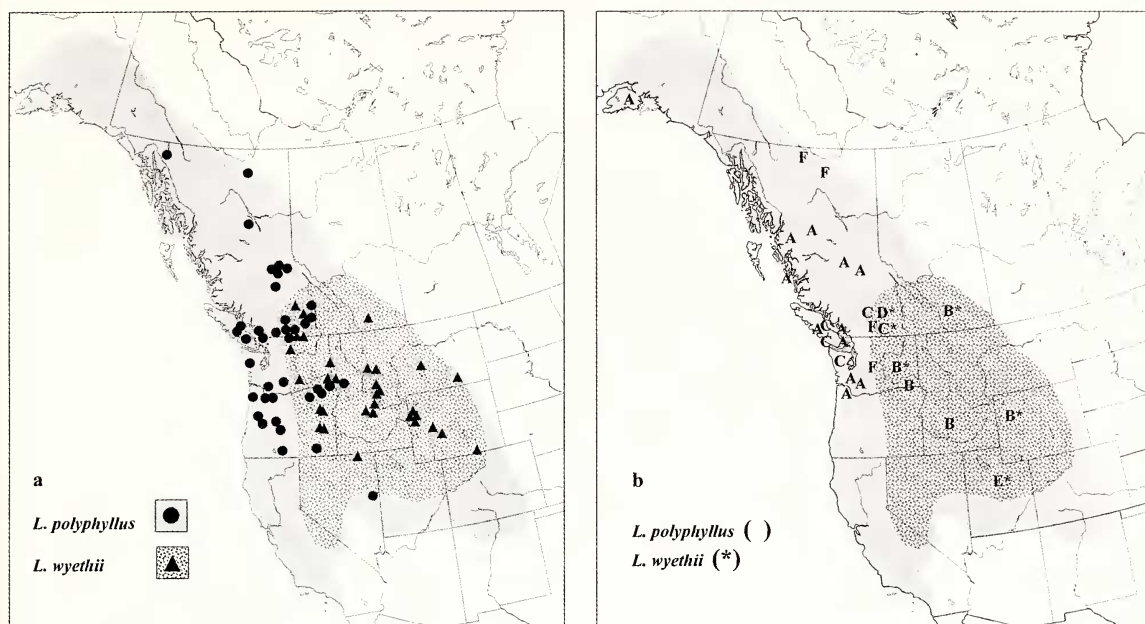 a
L. polyphyllus
L. wyethii
A
F
F
A
A
A A
A
C D* B*
A C A F C*
C A
C F B*
A A B
A
B B*
E*
b
L. polyphyllus ( )
L. wyethii (*)